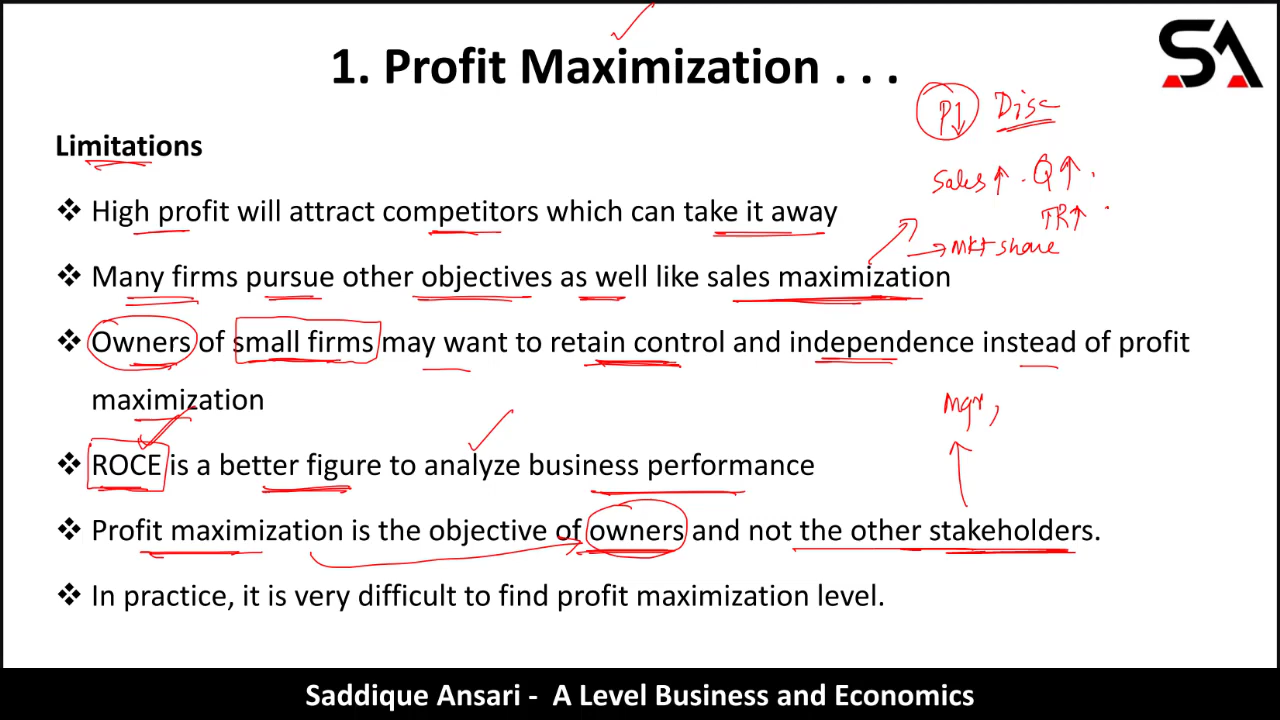 1. Profit Maximization . . .
SA
P↓ Disc
Limitations
Sales↑ . Q↑ .
❖ High profit will attract competitors which can take it away
TR↑
→ Mkt share
❖ Many firms pursue other objectives as well like sales maximization
❖ Owners of small firms may want to retain control and independence instead of profit
maximization
Mgr,
❖ ROCE is a better figure to analyze business performance
❖ Profit maximization is the objective of owners and not the other stakeholders.
❖ In practice, it is very difficult to find profit maximization level.
Saddique Ansari - A Level Business and Economics